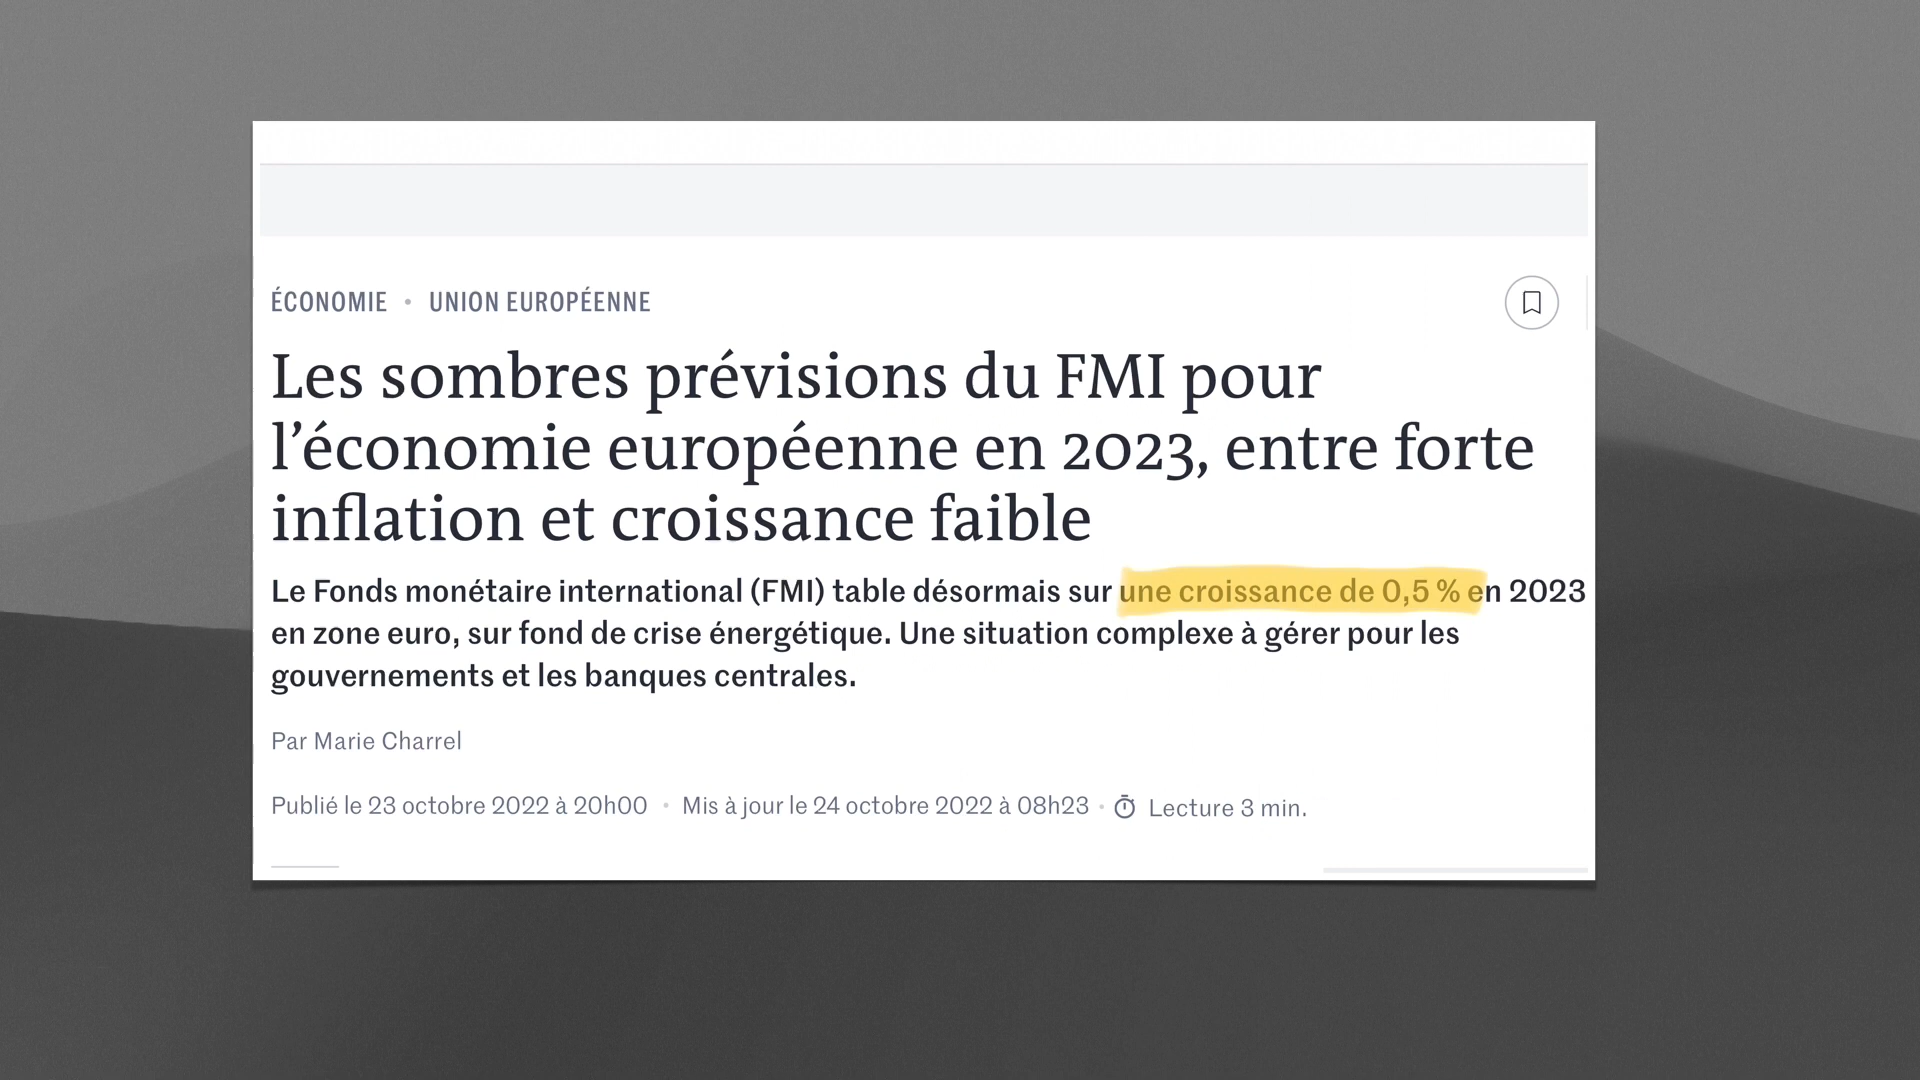 ÉCONOMIE • UNION EUROPÉENNE
Les sombres prévisions du FMI pour
l’économie européenne en 2023, entre forte
inflation et croissance faible
Le Fonds monétaire international (FMI) table désormais sur une croissance de 0,5 % en 2023
en zone euro, sur fond de crise énergétique. Une situation complexe à gérer pour les
gouvernements et les banques centrales.
Par Marie Charrel
Publié le 23 octobre 2022 à 20h00 • Mis à jour le 24 octobre 2022 à 08h23 • Lecture 3 min.